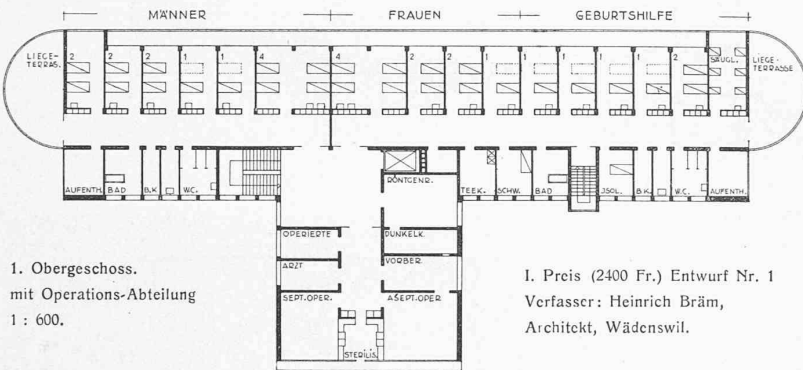 MÄNNER FRAUEN GEBURTSHILFE
LIEGE-
TERRAS.
2 2 2 1 1 4 4 2 2 1 1 1 1 1 2 SÄUGL.
LIEGE-
TERRASSE
AUFENTH. BAD B.K. W.C. RÖNTGENR. TEEK. SCHW. BAD JSOL. B.K. W.C. AUFENTH.
OPERIERTE DUNKELK.
ARZT VORBER.
SEPT.OPER. ASEPT.OPER
STERILIS.
1. Obergeschoss.
mit Operations-Abteilung
1 : 600.
I. Preis (2400 Fr.) Entwurf Nr. 1
Verfasser: Heinrich Bräm,
Architekt, Wädenswil.